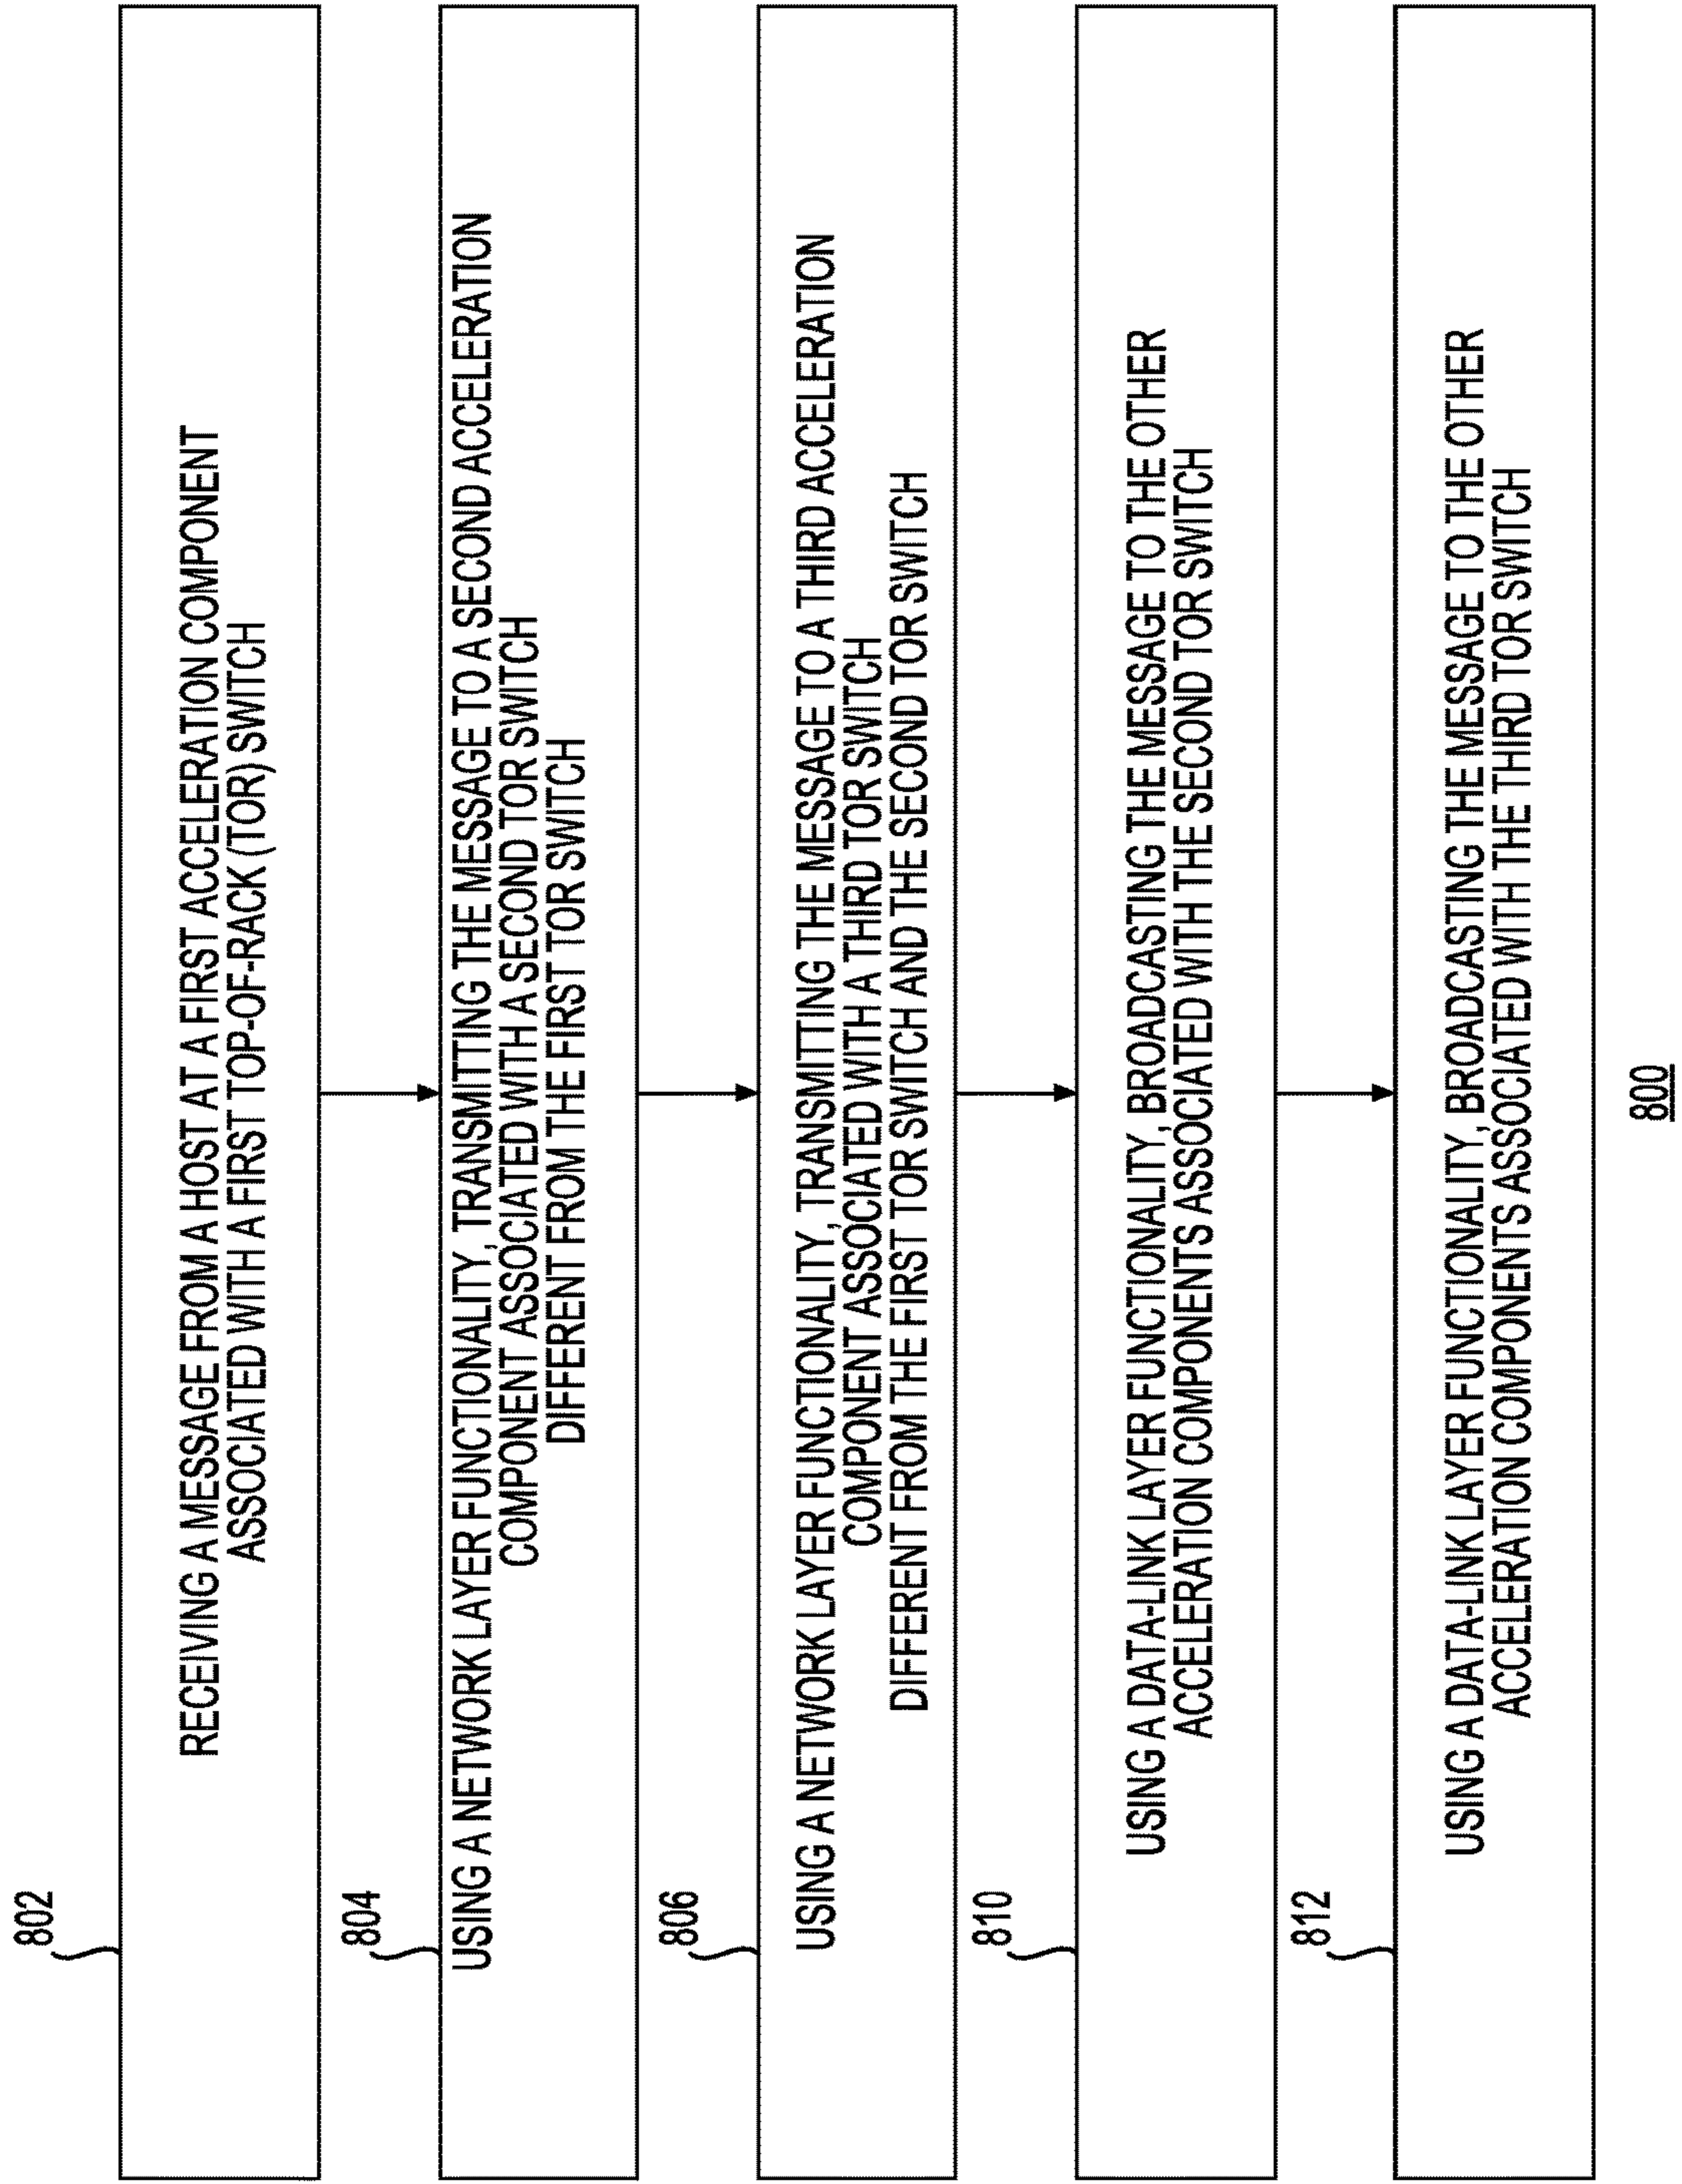 802
RECEIVING A MESSAGE FROM A HOST AT A FIRST ACCELERATION COMPONENT
ASSOCIATED WITH A FIRST TOP-OF-RACK (TOR) SWITCH
804
USING A NETWORK LAYER FUNCTIONALITY, TRANSMITTING THE MESSAGE TO A SECOND ACCELERATION
COMPONENT ASSOCIATED WITH A SECOND TOR SWITCH
DIFFERENT FROM THE FIRST TOR SWITCH
806
USING A NETWORK LAYER FUNCTIONALITY, TRANSMITTING THE MESSAGE TO A THIRD ACCELERATION
COMPONENT ASSOCIATED WITH A THIRD TOR SWITCH
DIFFERENT FROM THE FIRST TOR SWITCH AND THE SECOND TOR SWITCH
810
USING A DATA-LINK LAYER FUNCTIONALITY, BROADCASTING THE MESSAGE TO THE OTHER
ACCELERATION COMPONENTS ASSOCIATED WITH THE SECOND TOR SWITCH
812
USING A DATA-LINK LAYER FUNCTIONALITY, BROADCASTING THE MESSAGE TO THE OTHER
ACCELERATION COMPONENTS ASSOCIATED WITH THE THIRD TOR SWITCH
800